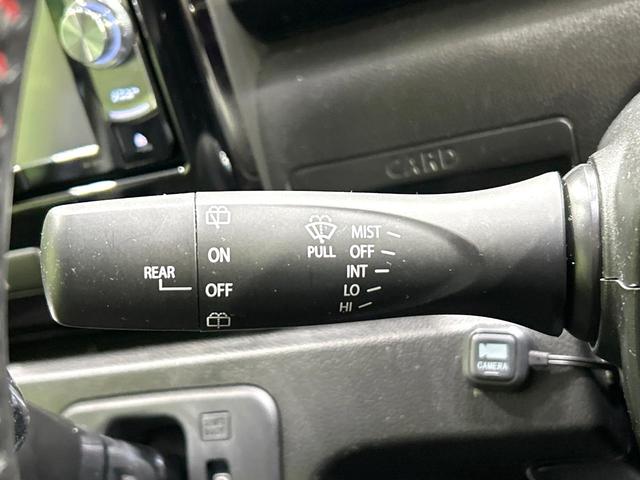 CARD
MIST
OFF
INT
LO
HI
PULL
ON
OFF
REAR
CAMERA